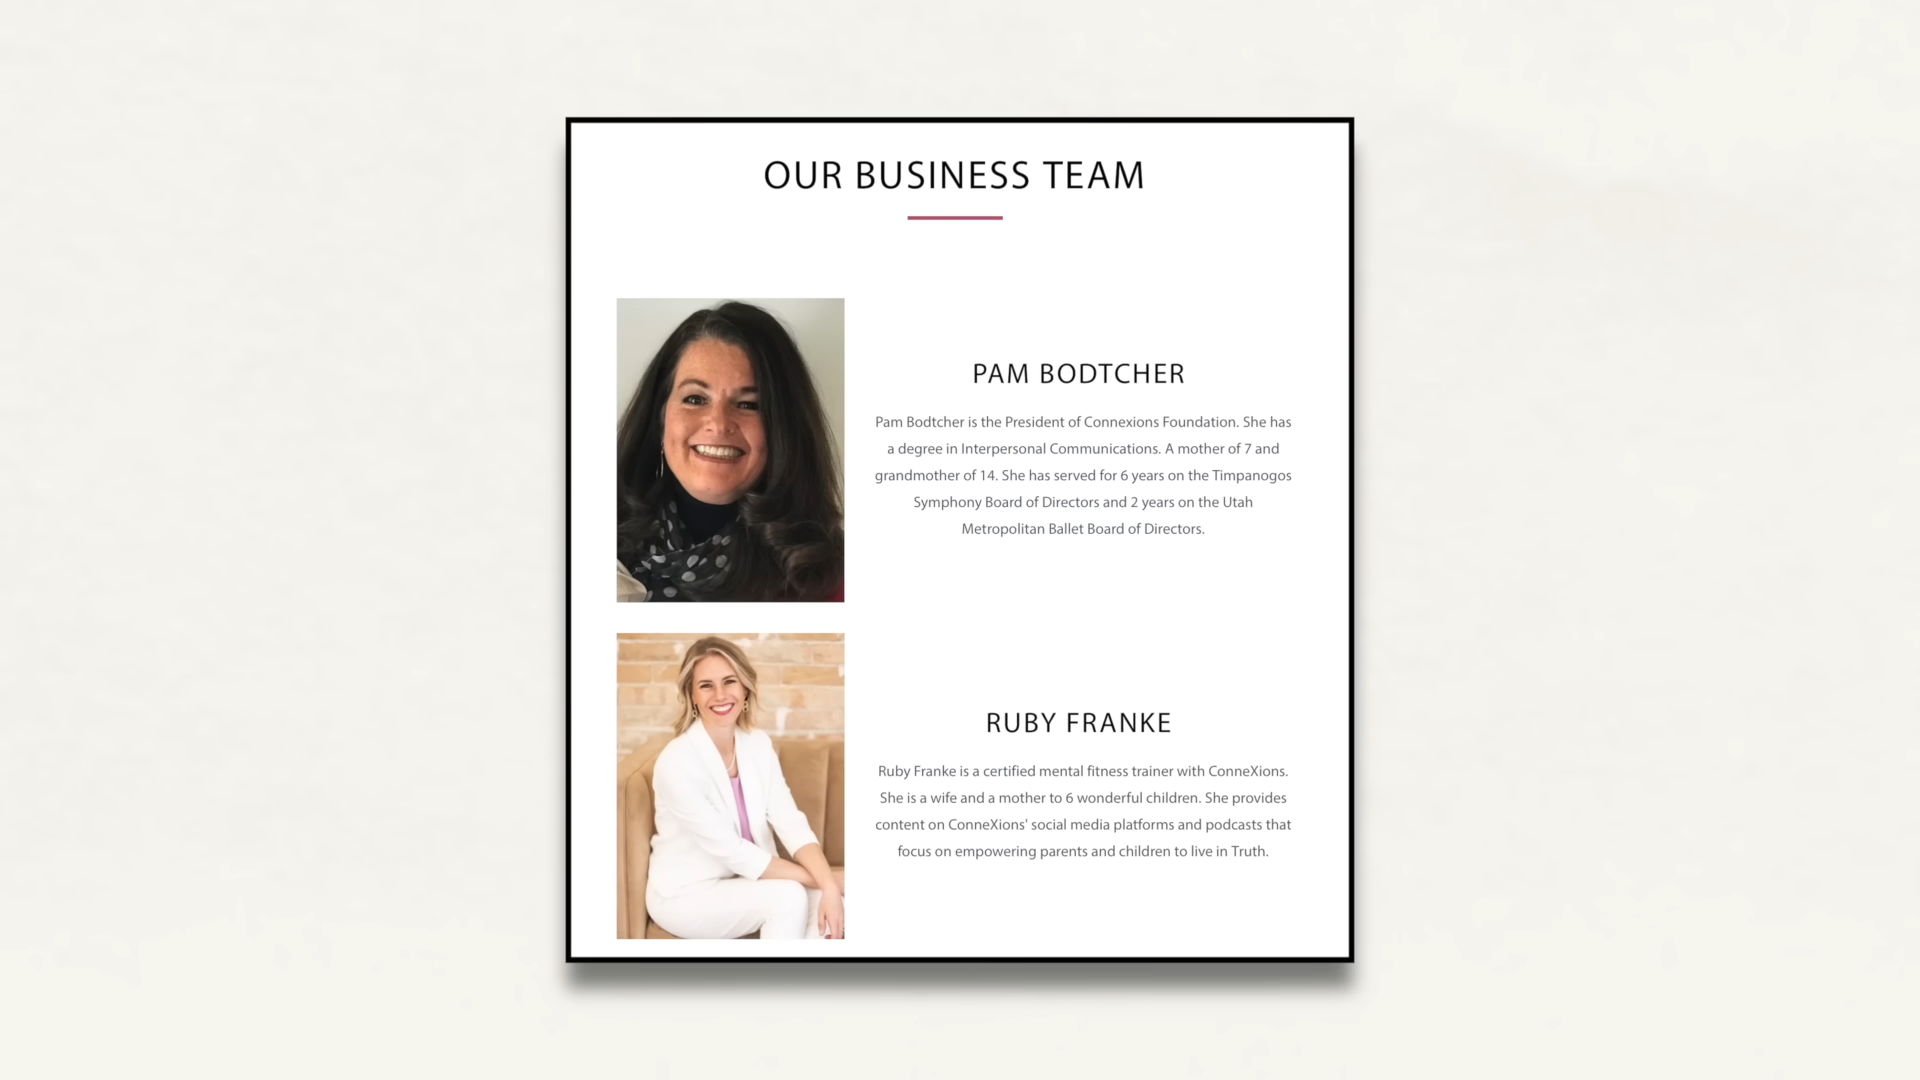 OUR BUSINESS TEAM
PAM BODTCHER
Pam Bodtcher is the President of Connexions Foundation. She has
a degree in Interpersonal Communications. A mother of 7 and
grandmother of 14. She has served for 6 years on the Timpanogos
Symphony Board of Directors and 2 years on the Utah
Metropolitan Ballet Board of Directors.
RUBY FRANKE
Ruby Franke is a certified mental fitness trainer with ConneXions.
She is a wife and a mother to 6 wonderful children. She provides
content on ConneXions' social media platforms and podcasts that
focus on empowering parents and children to live in Truth.